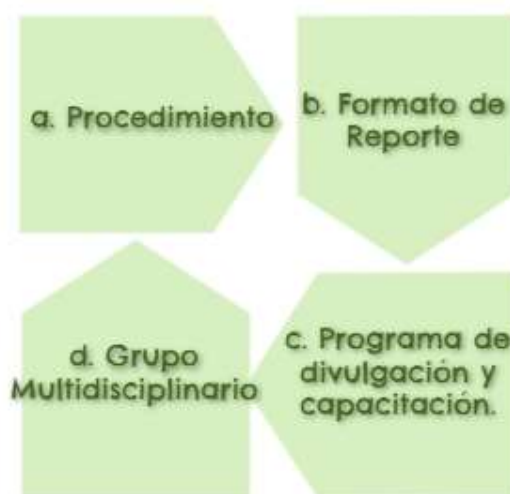 a. Procedimiento
b. Formato de
Reporte
c. Programa de
divulgación y
capacitación.
d. Grupo
Multidisciplinario